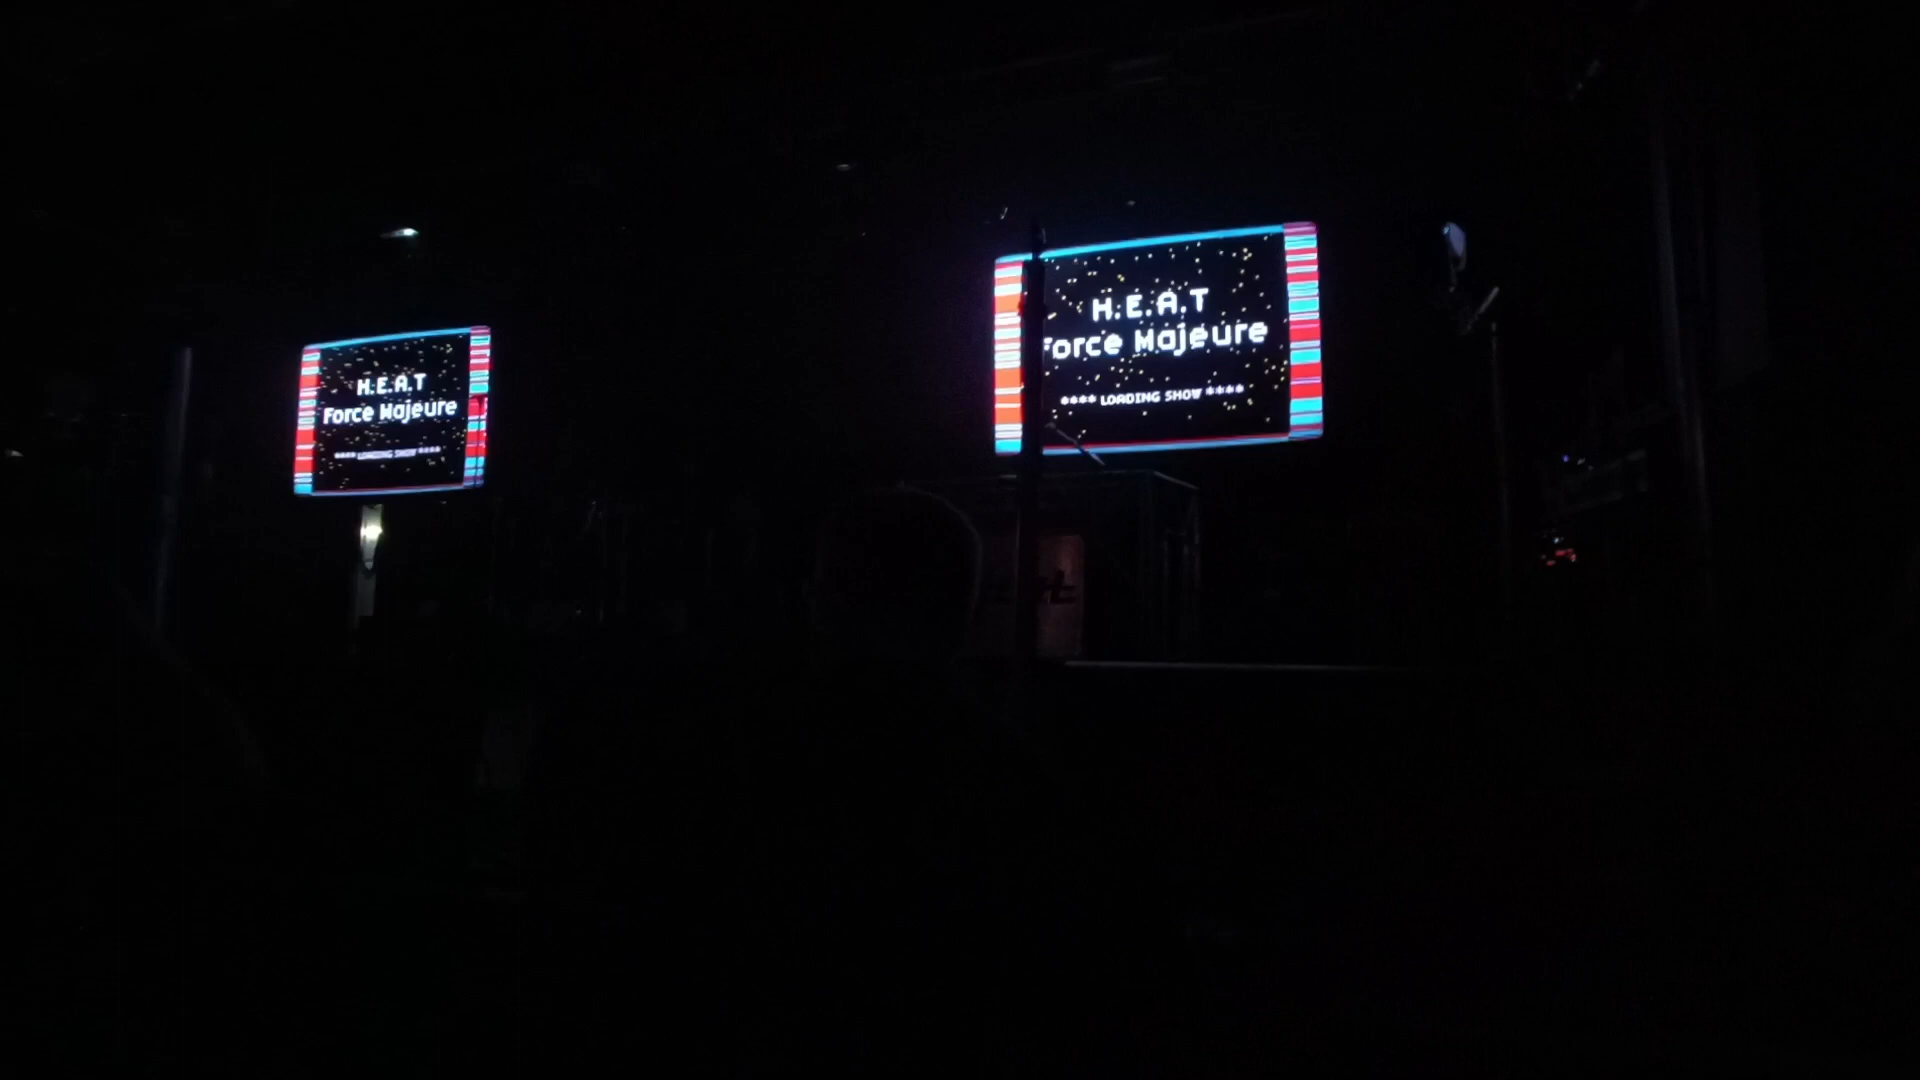 H.E.A.T
Force Majeure
**** LOADING SHOW ****
H.E.A.T
Force Majeure
**** LOADING SHOW ****